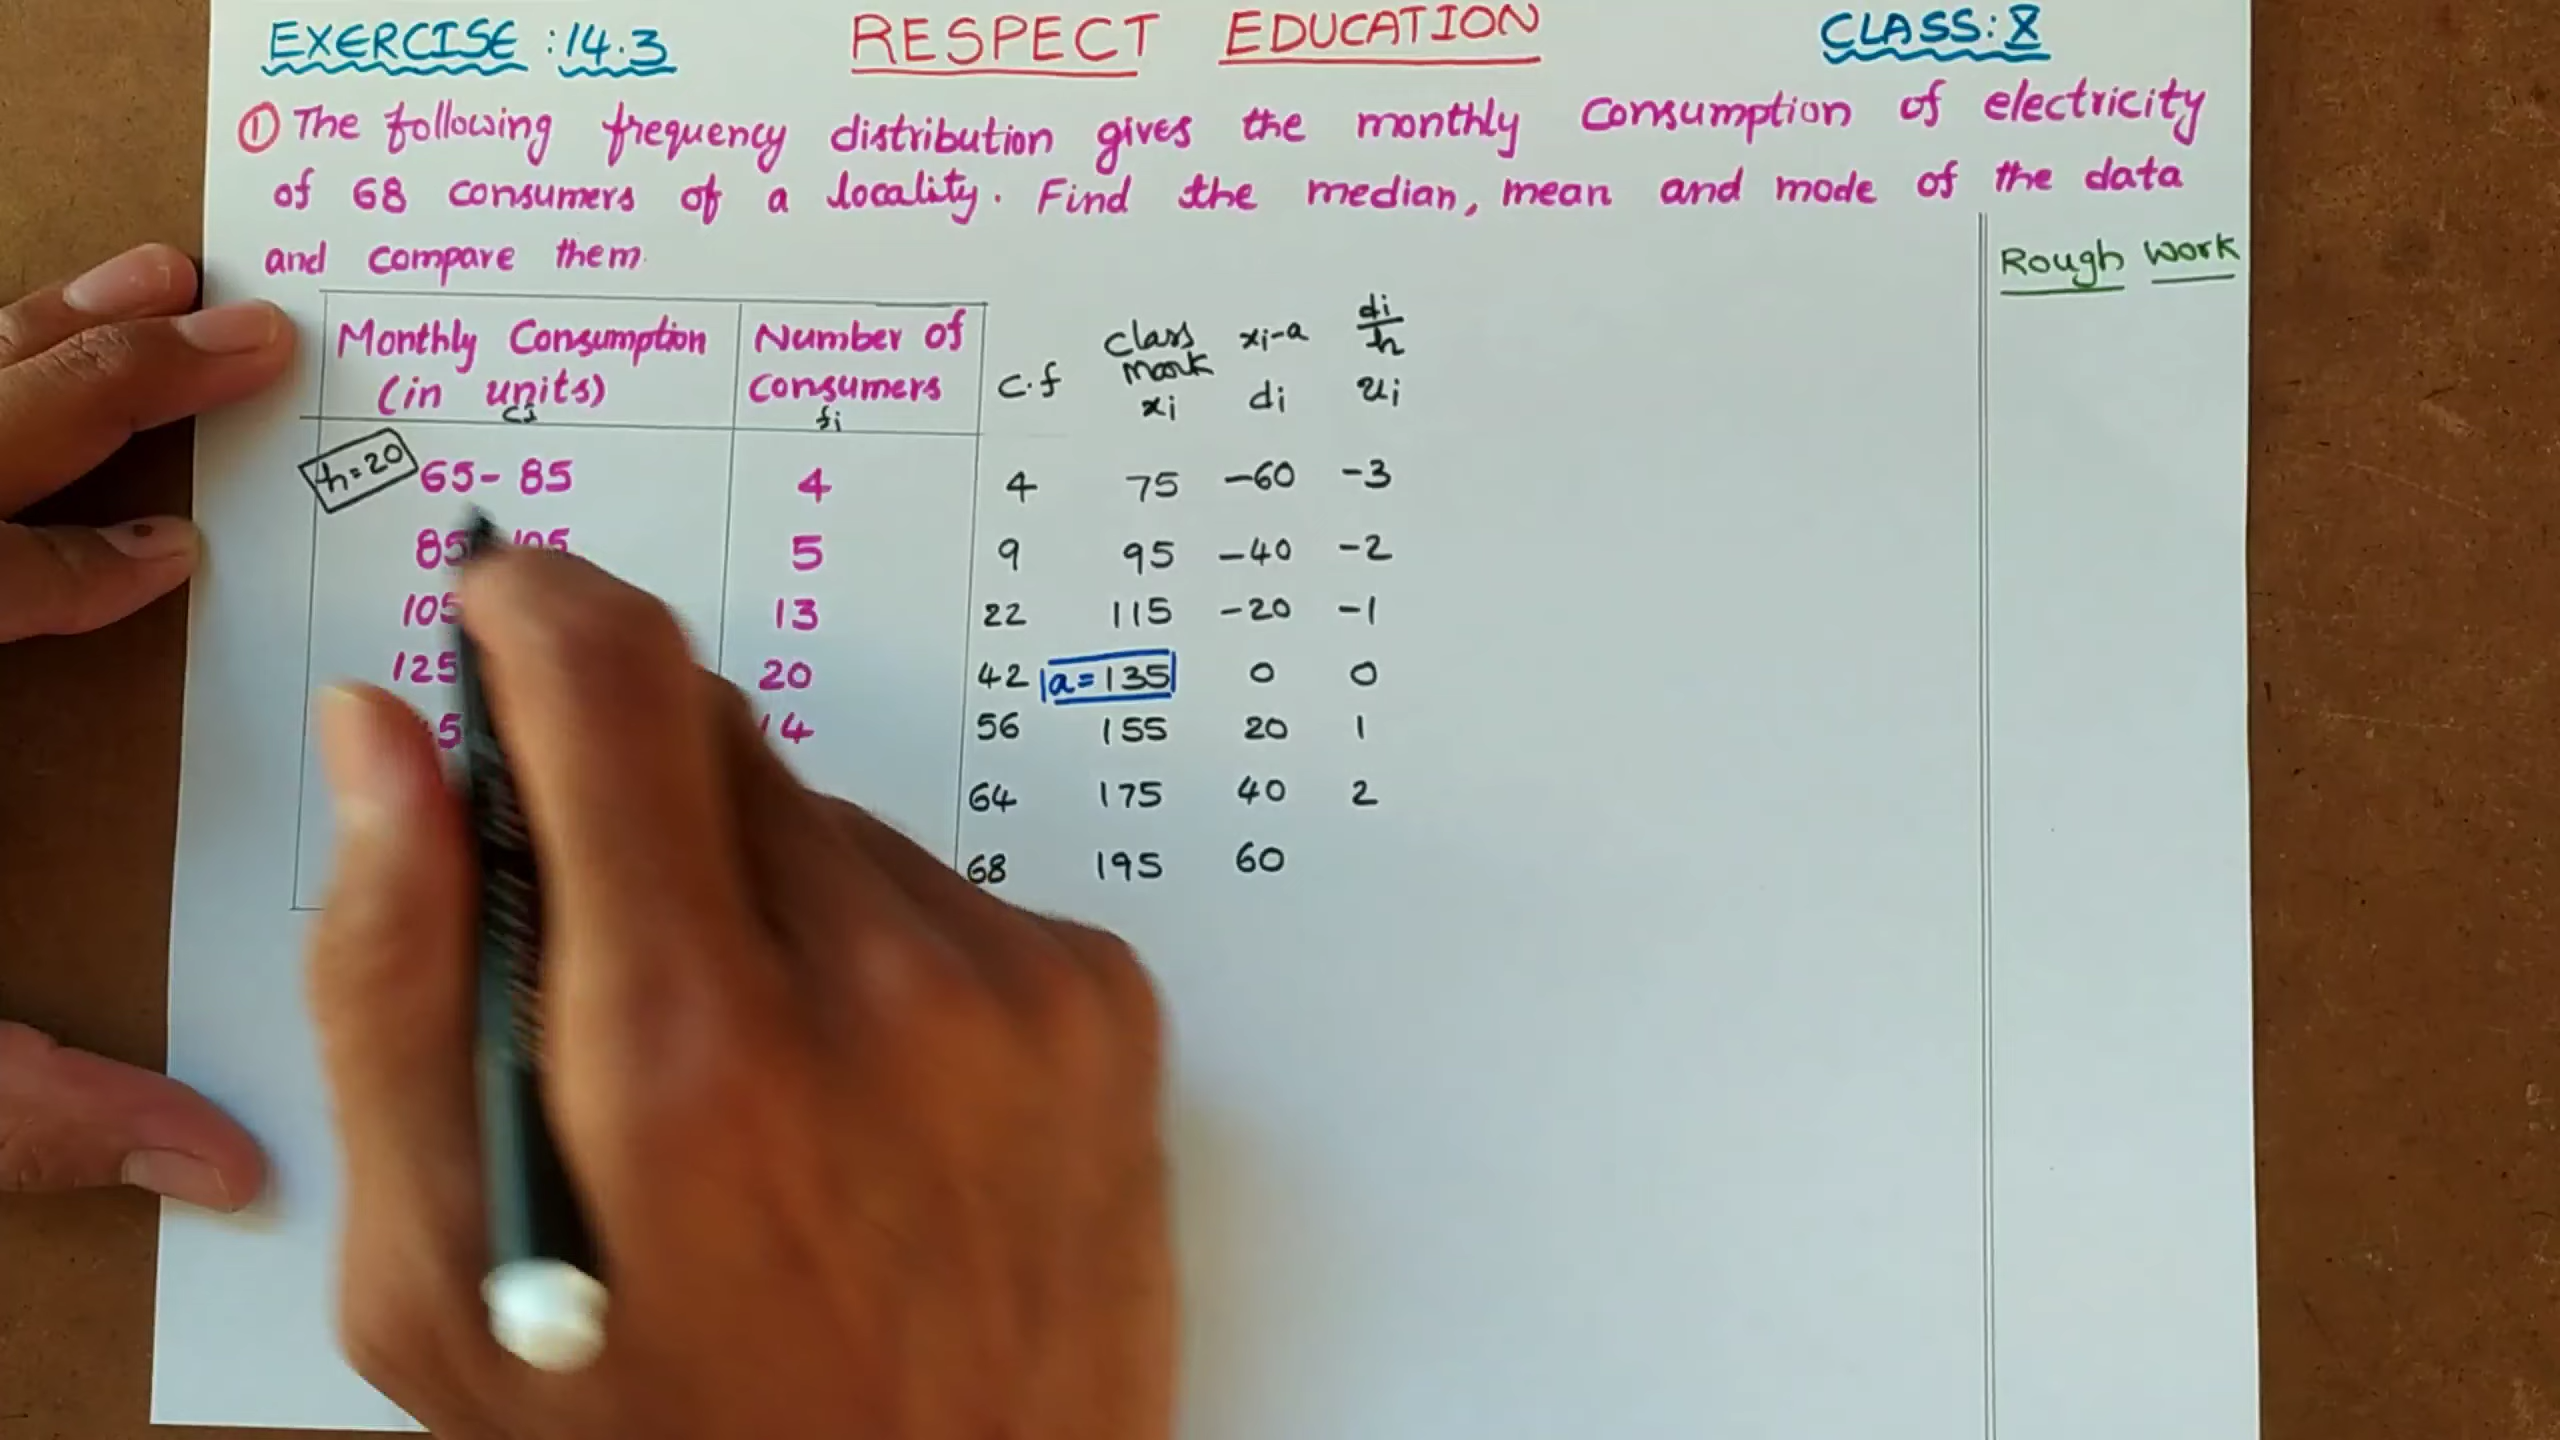 EXERCISE : 14.3 RESPECT EDUCATION CLASS: X
① The following frequency distribution gives the monthly consumption of electricity
of 68 consumers of a locality. Find the median, mean and mode of the data
and compare them.
Rough Work
Monthly Consumption (in units) CI
Number of consumers fi
c.f
class mark xi
xi-a di
di/h ui
h=20
65- 85 4 4 75 -60 -3
85 105 5 9 95 -40 -2
105 13 22 115 -20 -1
125 20 42 a=135 0 0
14 56 155 20 1
64 175 40 2
68 195 60